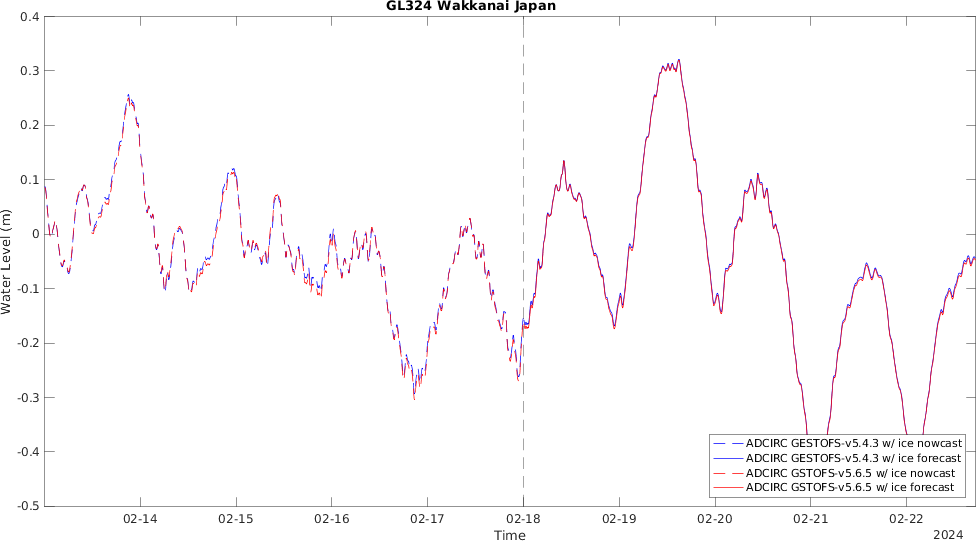 GL324 Wakkanai Japan
0.4
0.3
0.2
0.1
0
-0.1
-0.2
-0.3
-0.4
-0.5
Water Level (m)
ADCIRC GESTOFS-v5.4.3 w/ ice nowcast
ADCIRC GESTOFS-v5.4.3 w/ ice forecast
ADCIRC GSTOFS-v5.6.5 w/ ice nowcast
ADCIRC GSTOFS-v5.6.5 w/ ice forecast
02-14 02-15 02-16 02-17 02-18 02-19 02-20 02-21 02-22
Time
2024